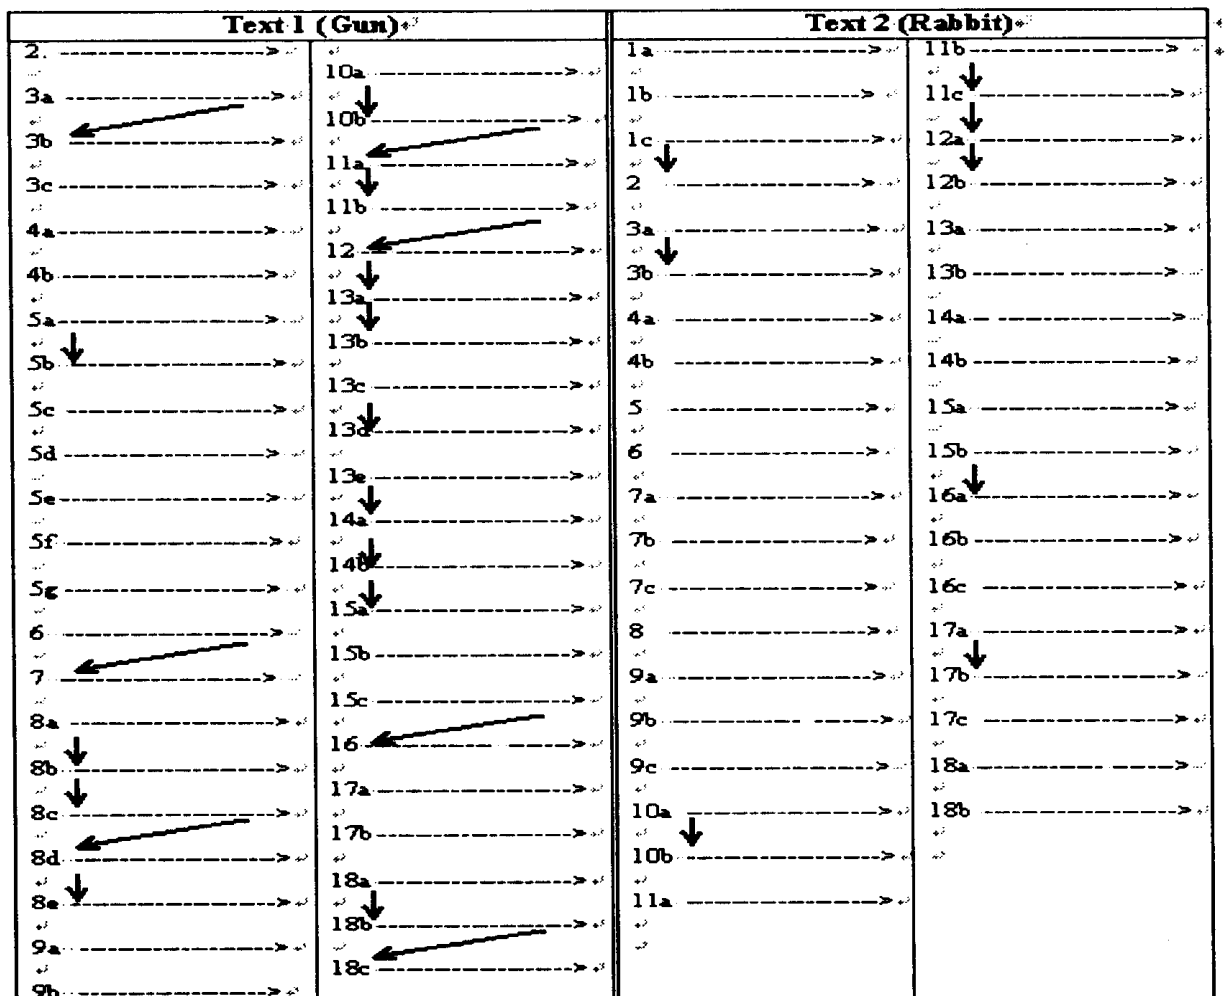 Text 1 (Gun)
2.
3a
3b
3c
4a
4b
5a
5b
5c
5d
5e
5f
5g
6
7
8a
8b
8c
8d
8e
9a
9b
10a
10b
11a
11b
12
13a
13b
13c
13d
13e
14a
14b
15a
15b
15c
16
17a
17b
18a
18b
18c
Text 2 (Rabbit)
1a
1b
1c
2
3a
3b
4a
4b
5
6
7a
7b
7c
8
9a
9b
9c
10a
10b
11a
11b
11c
12a
12b
13a
13b
14a
14b
15a
15b
16a
16b
16c
17a
17b
17c
18a
18b